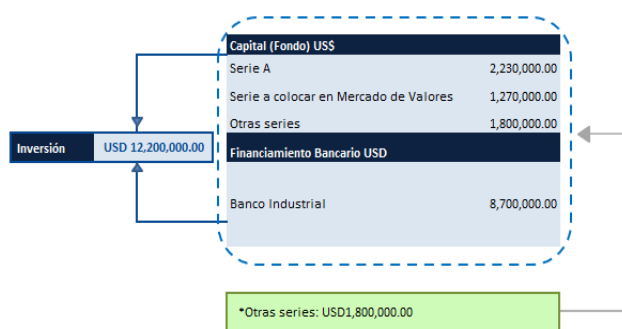 Capital (Fondo) US$
Serie A 2,230,000.00
Serie a colocar en Mercado de Valores 1,270,000.00
Otras series 1,800,000.00
Inversión USD 12,200,000.00
Financiamiento Bancario USD
Banco Industrial 8,700,000.00
*Otras series: USD1,800,000.00